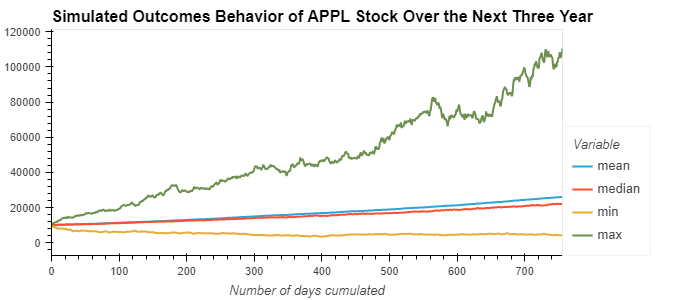 Simulated Outcomes Behavior of APPL Stock Over the Next Three Year
120000
100000
80000
60000
40000
20000
0
0 100 200 300 400 500 600 700
Number of days cumulated
Variable
mean
median
min
max